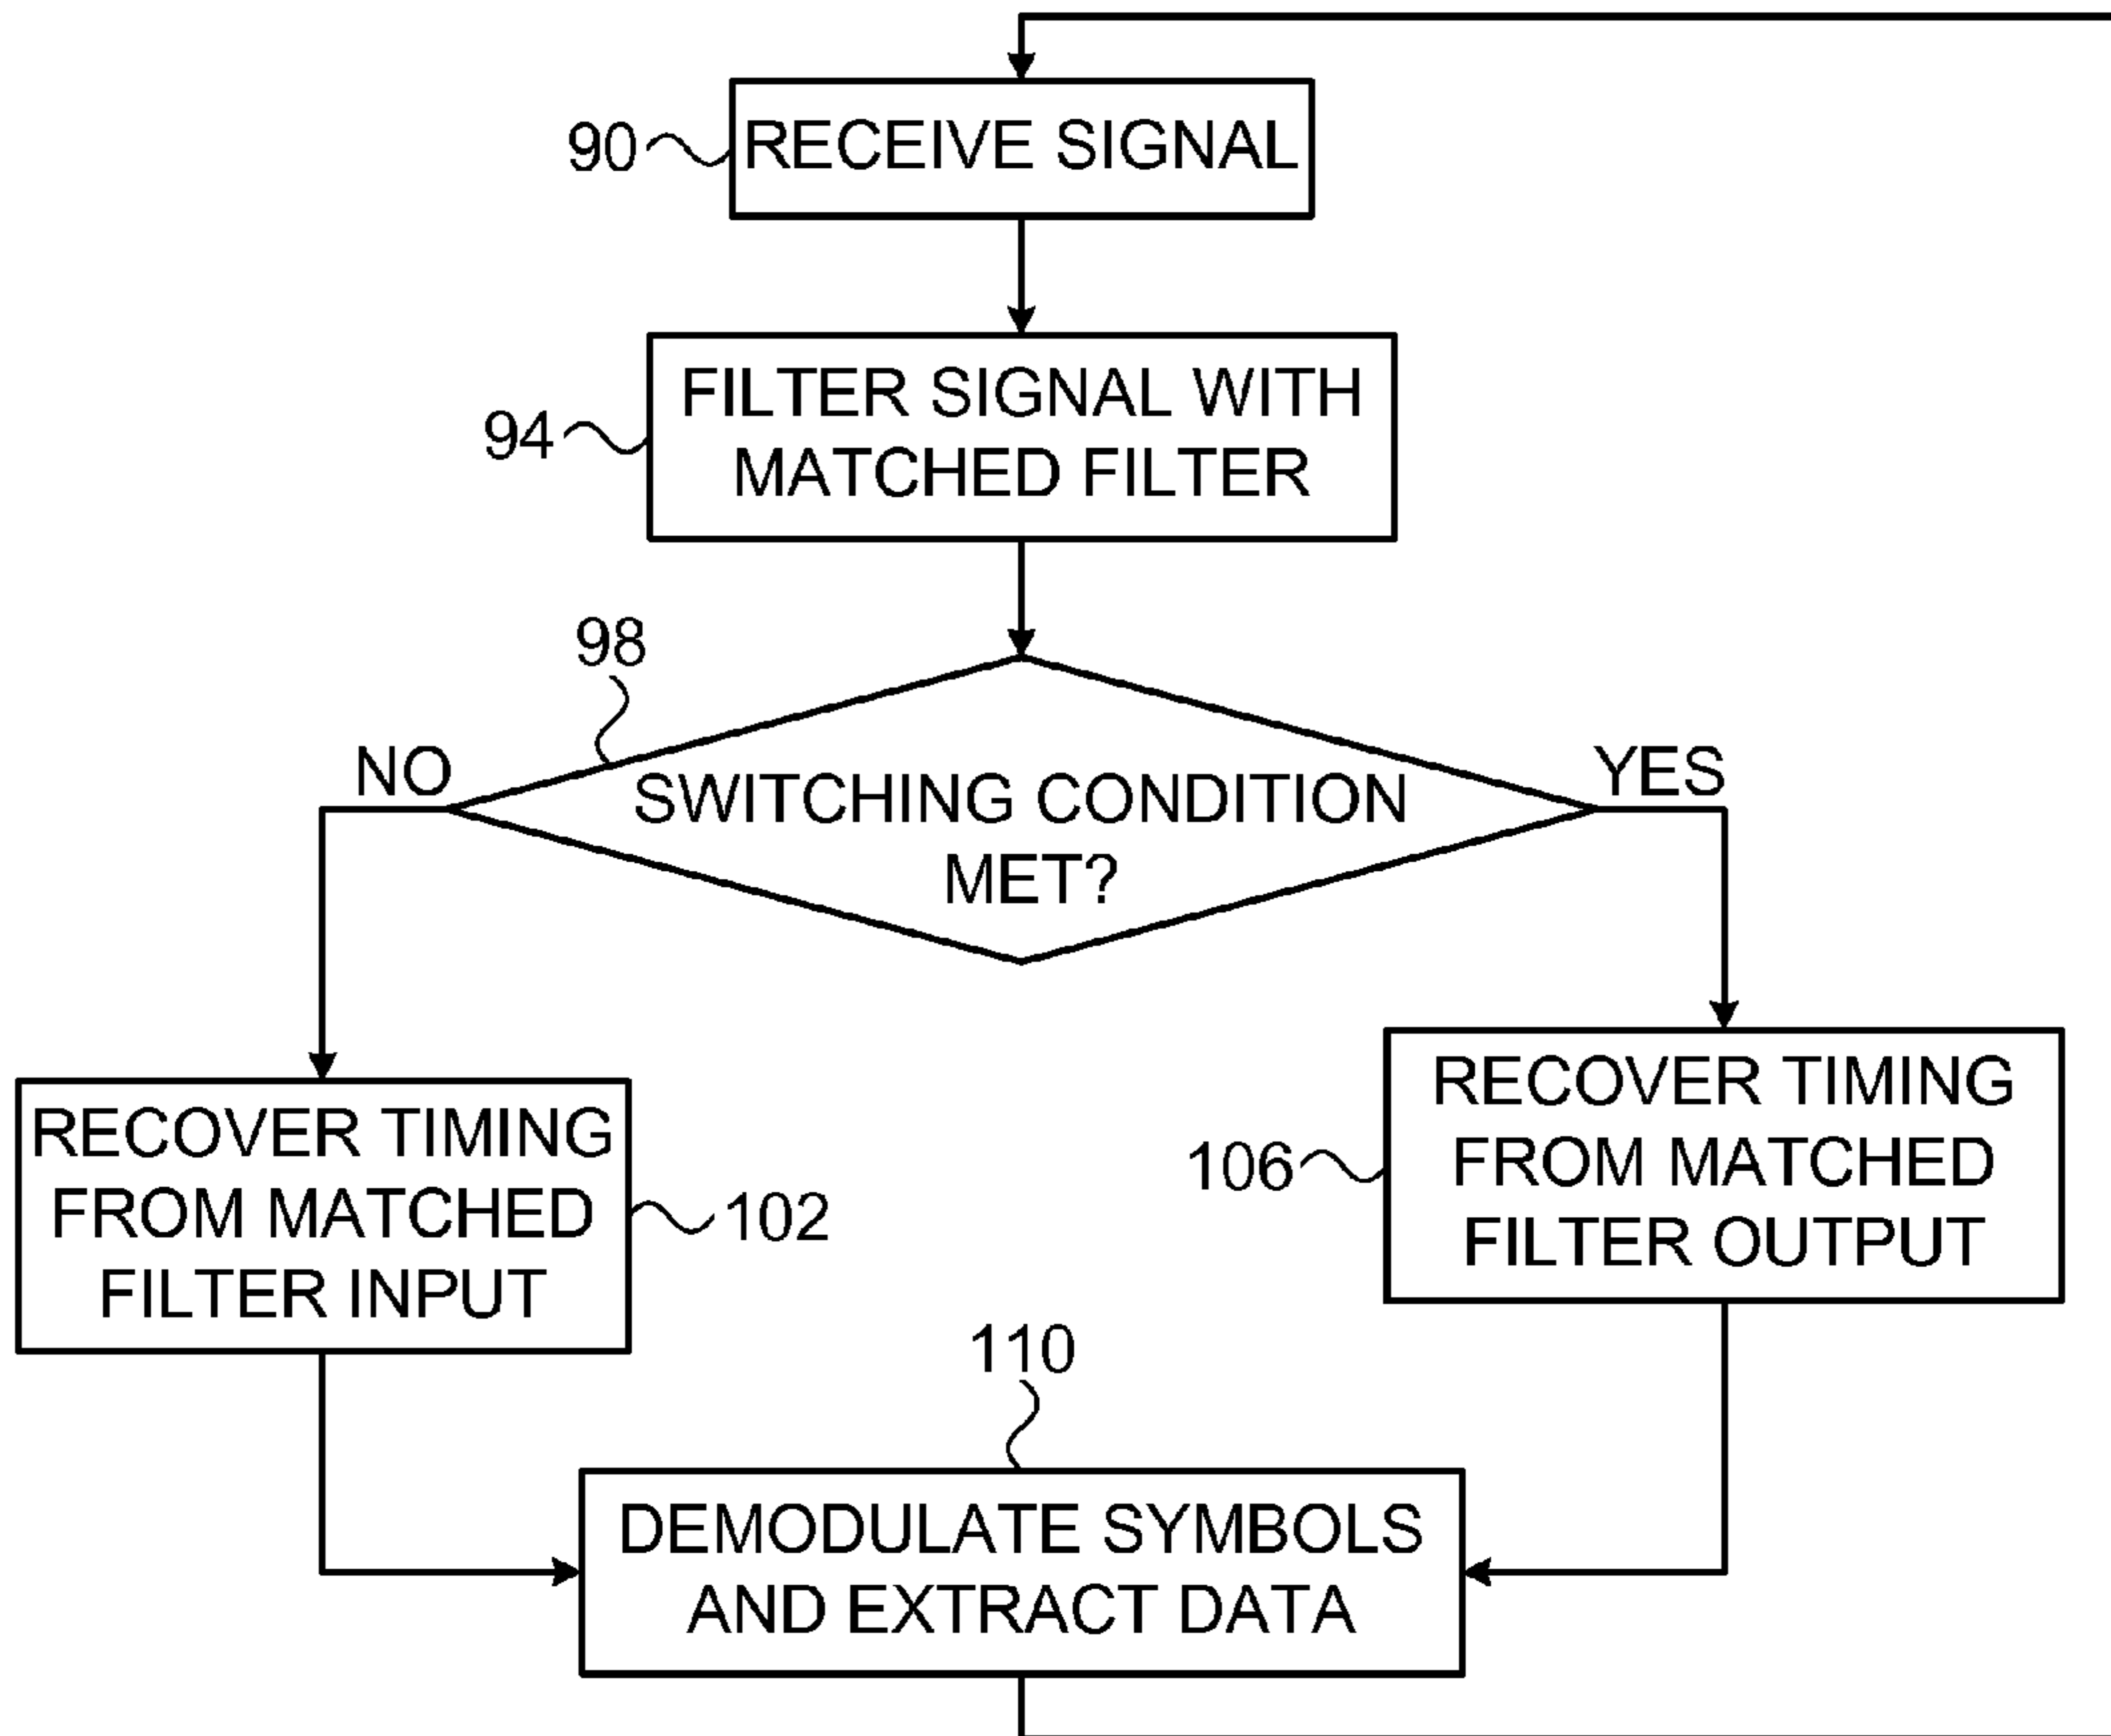 90
RECEIVE SIGNAL
94
FILTER SIGNAL WITH
MATCHED FILTER
98
NO
YES
SWITCHING CONDITION
MET?
RECOVER TIMING
FROM MATCHED
FILTER INPUT
102
106
RECOVER TIMING
FROM MATCHED
FILTER OUTPUT
110
DEMODULATE SYMBOLS
AND EXTRACT DATA